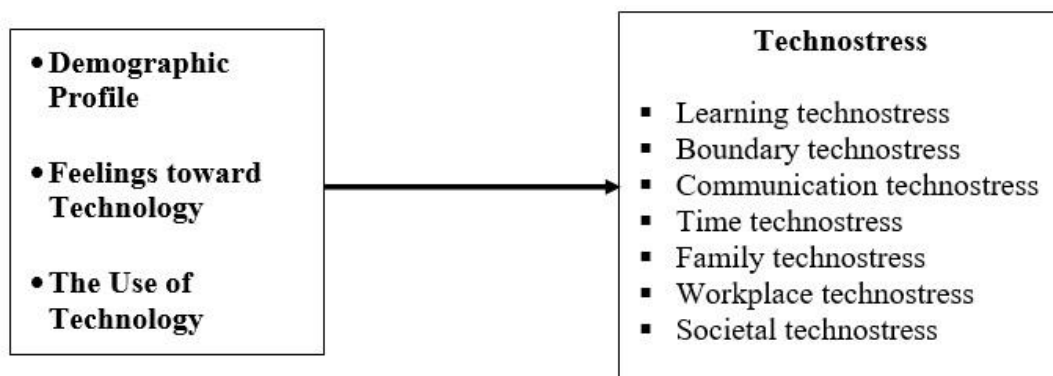 • Demographic
Profile
• Feelings toward
Technology
• The Use of
Technology
Technostress
▪ Learning technostress
▪ Boundary technostress
▪ Communication technostress
▪ Time technostress
▪ Family technostress
▪ Workplace technostress
▪ Societal technostress